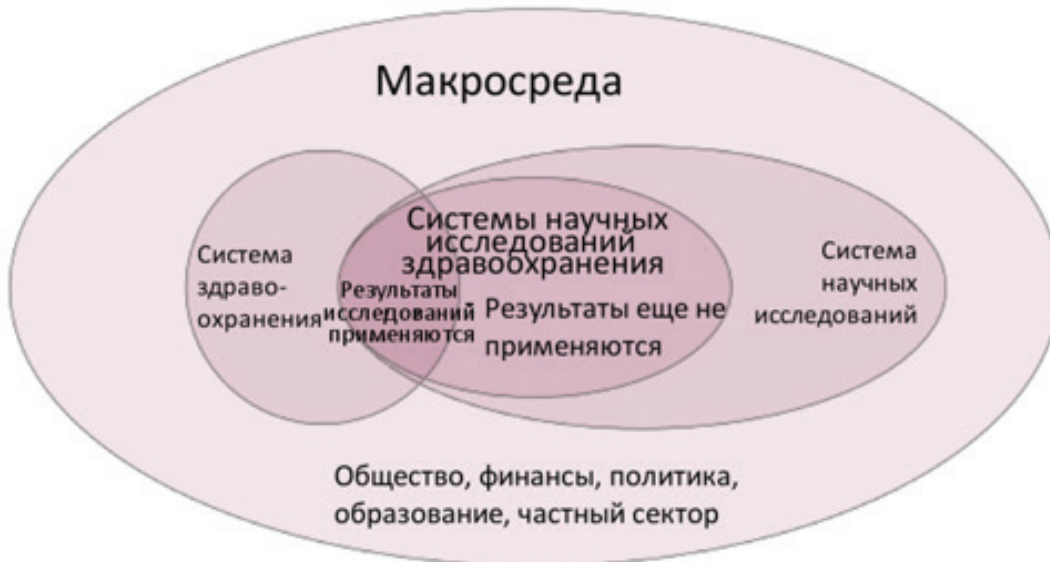 Макросреда
Системы научных
исследований
здравоохранения
Система
здраво-
охранения
Результаты
исследований
применяются
- Результаты еще не
применяются
Система
научных
исследований
Общество, финансы, политика,
образование, частный сектор